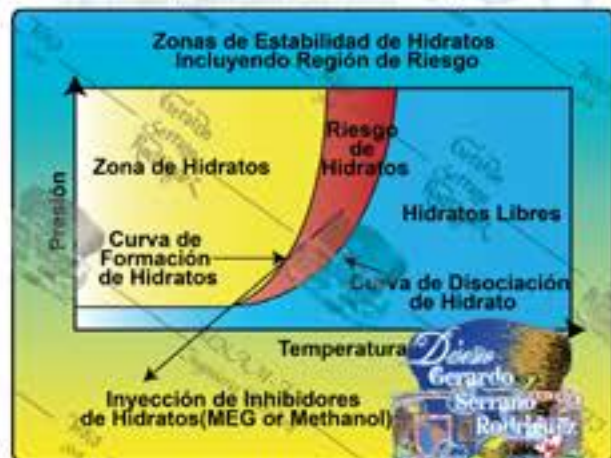 Zonas de Estabilidad de Hidratos
Incluyendo Región de Riesgo
Presión
Zona de Hidratos
Riesgo
de
Hidratos
Hidratos Libres
Curva de
Formación
de Hidratos
Curva de Disociación
de Hidrato
Temperatura
Inyección de Inhibidores
de Hidratos(MEG or Methanol)
Gerardo
Serrano
Rodríguez